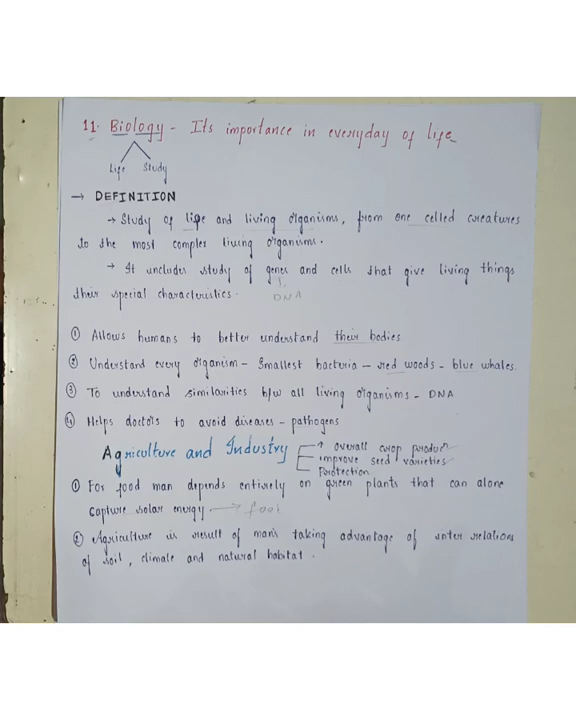 11. Biology - Its importance in everyday of life
Life Study
→ DEFINITION
→ Study of life and living organisms, from one celled creatures
to the most complex living organisms.
→ It includes study of genes and cells that give living things
their special characteristics.
DNA
① Allows humans to better understand their bodies
② Understand every organism - Smallest bacteria - red woods - blue whales.
③ To understand similarities b/w all living organisms - DNA
④ Helps doctors to avoid diseases - pathogens
Agriculture and Industry
↑ overall crop producn
improve seed varieties
Protection
① For food man depends entirely on green plants that can alone
capture solar energy → food
② Agriculture is result of man's taking advantage of inter relations
of soil, climate and natural habitat.